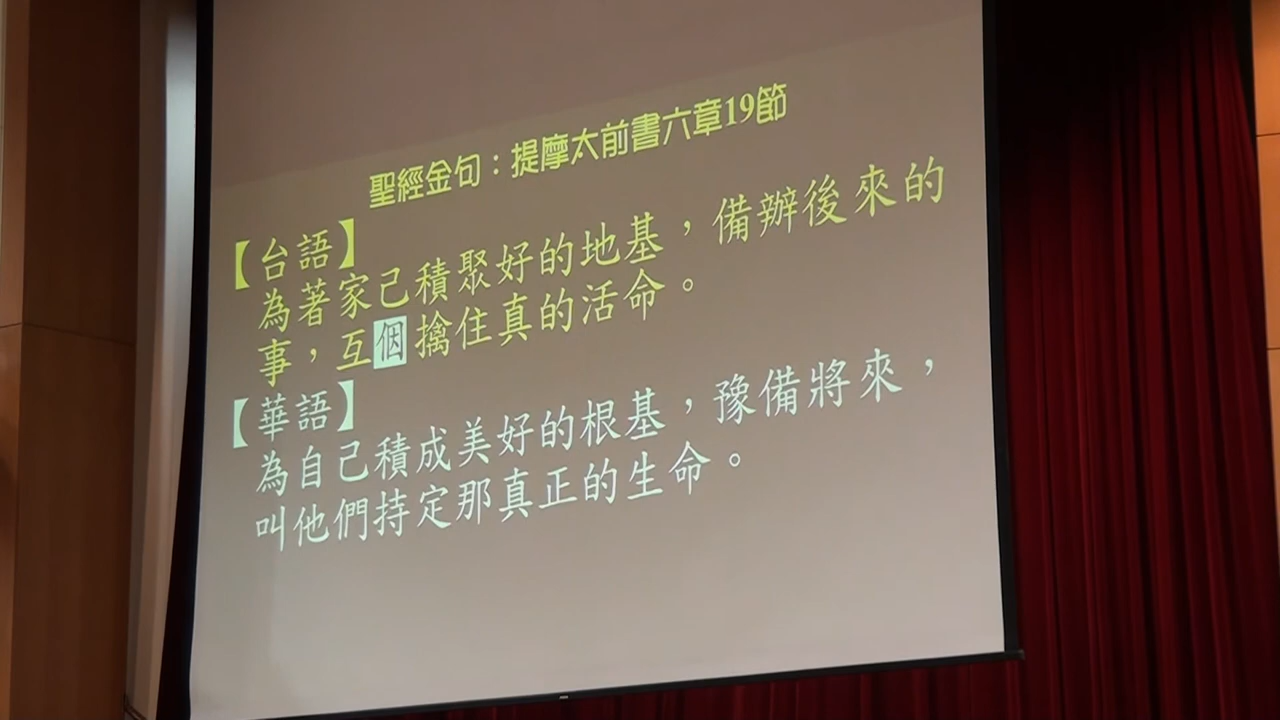 聖經金句：提摩太前書六章19節
【台語】
為著家己積聚好的地基，備辦後來的
事，互個擒住真的活命。
【華語】
為自己積成美好的根基，豫備將來，
叫他們持定那真正的生命。